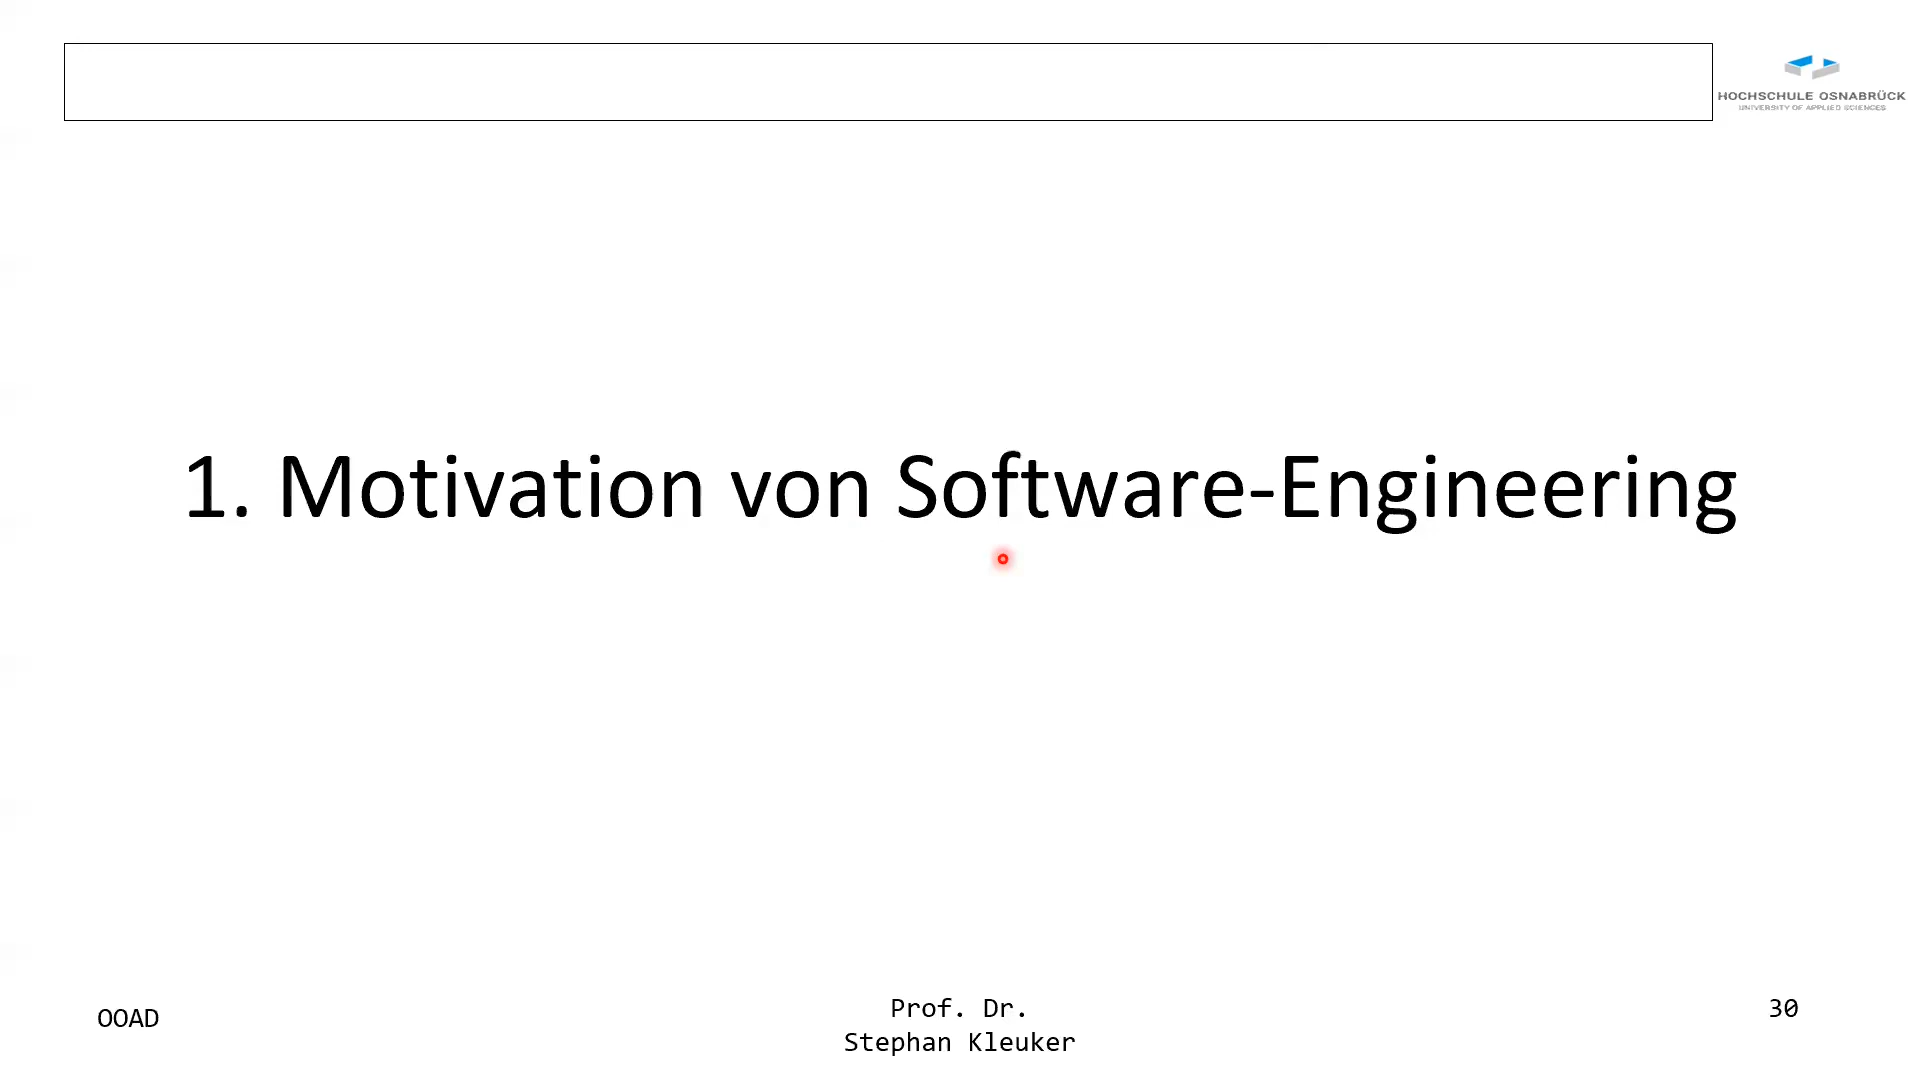 HOCHSCHULE OSNABRÜCK
UNIVERSITY OF APPLIED SCIENCES
1. Motivation von Software-Engineering
OOAD
Prof. Dr.
Stephan Kleuker
30